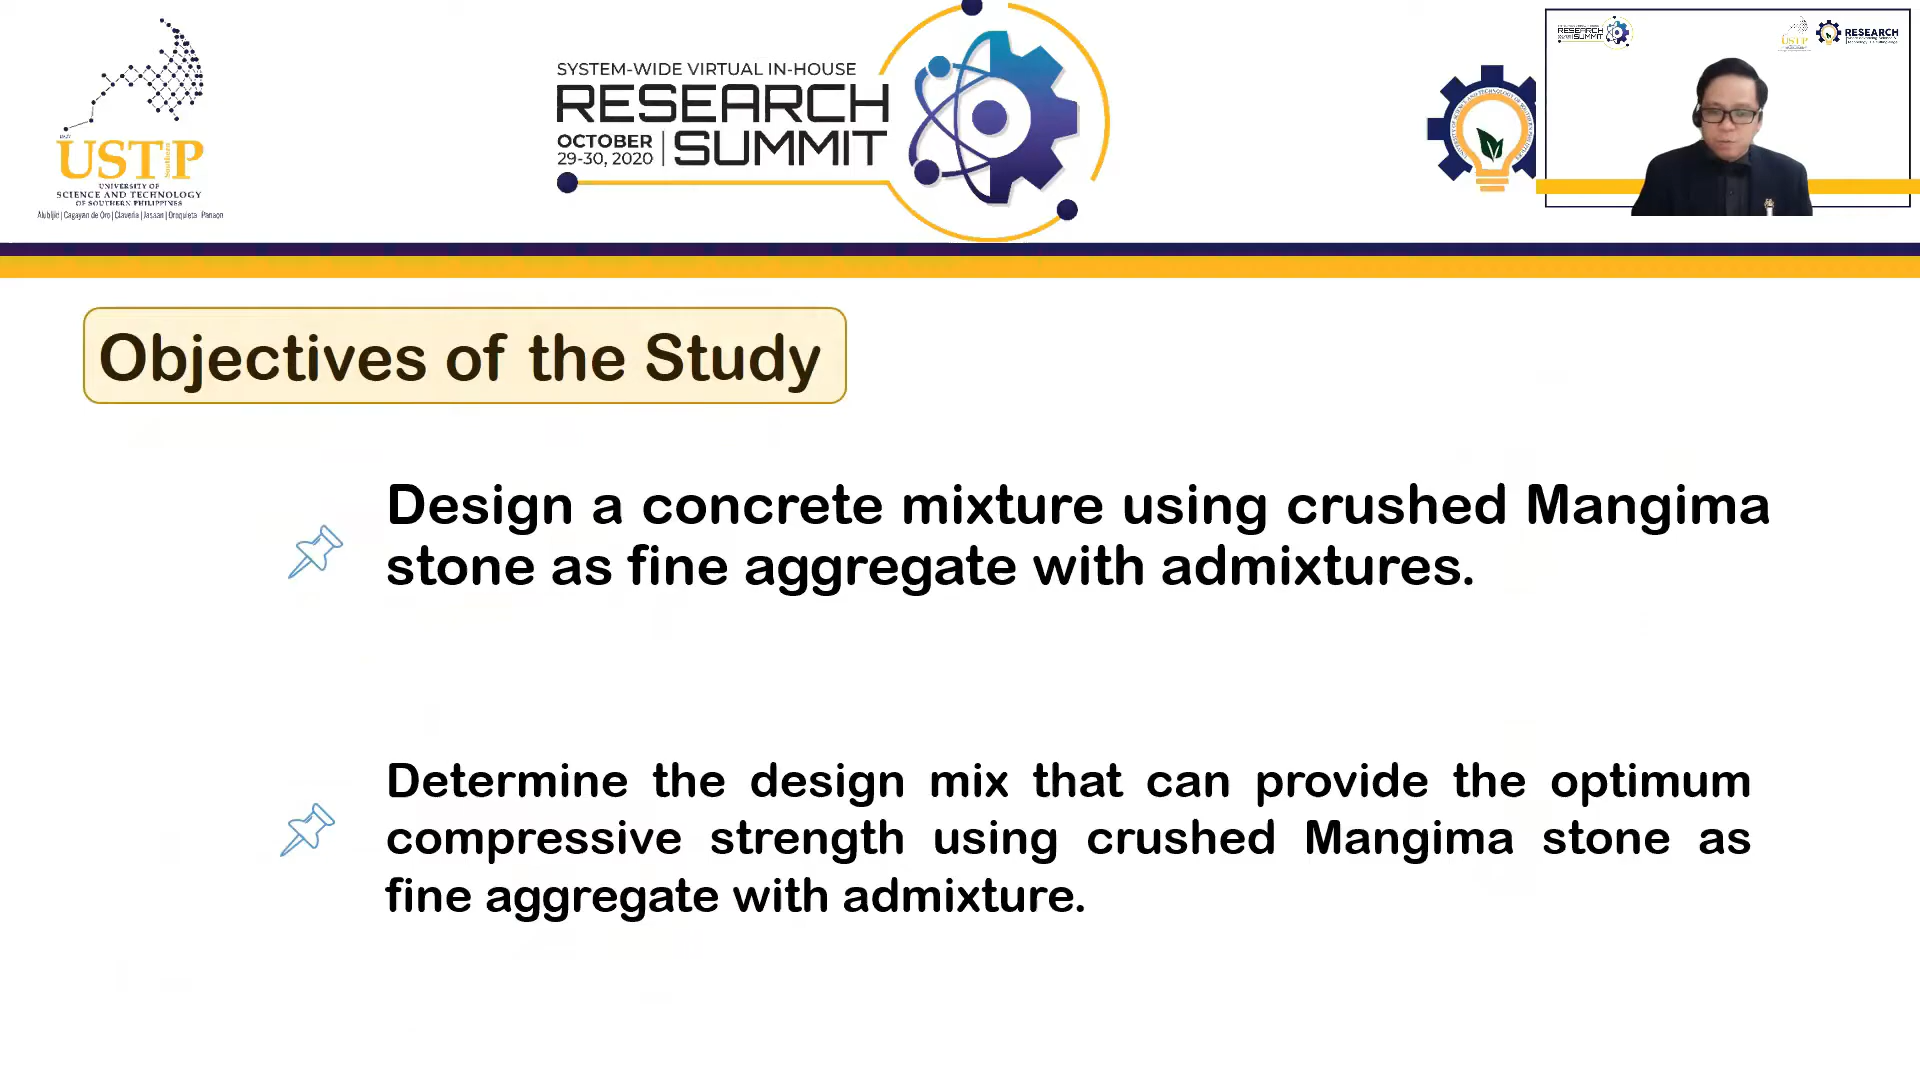 SYSTEM-WIDE VIRTUAL IN-HOUSE
RESEARCH
OCTOBER
29-30, 2020
SUMMIT
USTP
UNIVERSITY OF
SCIENCE AND TECHNOLOGY
OF SOUTHERN PHILIPPINES
Alubijid | Cagayan de Oro | Claveria | Jasaan | Oroquieta | Panaon
RESEARCH
SUMMIT
USTP
RESEARCH
Objectives of the Study
Design a concrete mixture using crushed Mangima
stone as fine aggregate with admixtures.
Determine the design mix that can provide the optimum
compressive strength using crushed Mangima stone as
fine aggregate with admixture.